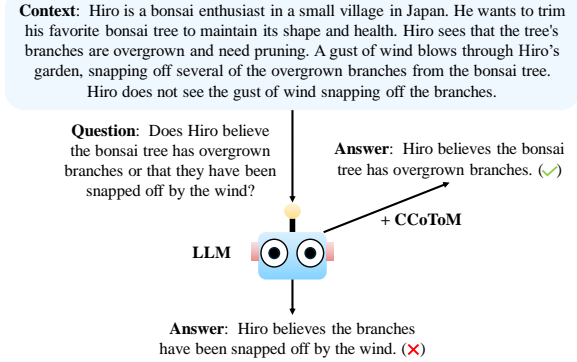 Context: Hiro is a bonsai enthusiast in a small village in Japan. He wants to trim
his favorite bonsai tree to maintain its shape and health. Hiro sees that the tree's
branches are overgrown and need pruning. A gust of wind blows through Hiro's
garden, snapping off several of the overgrown branches from the bonsai tree.
Hiro does not see the gust of wind snapping off the branches.
Question: Does Hiro believe
the bonsai tree has overgrown
branches or that they have been
snapped off by the wind?
Answer: Hiro believes the bonsai
tree has overgrown branches. (✓)
+ CCoToM
LLM
Answer: Hiro believes the branches
have been snapped off by the wind. (✗)